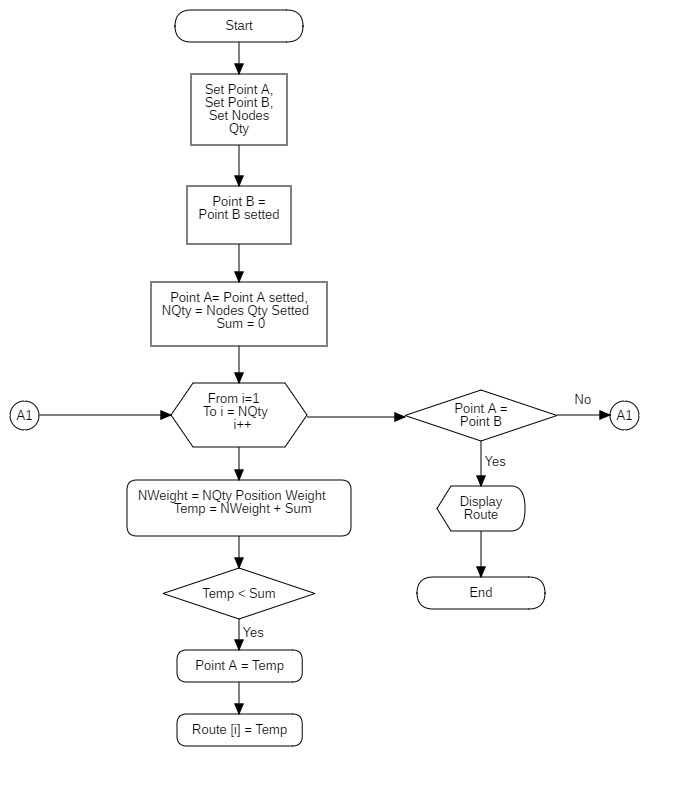 Start
Set Point A,
Set Point B,
Set Nodes
Qty
Point B =
Point B setted
Point A= Point A setted,
NQty = Nodes Qty Setted
Sum = 0
A1
From i=1
To i = NQty
i++
Point A =
Point B
No
A1
Yes
Display
Route
End
NWeight = NQty Position Weight
Temp = NWeight + Sum
Temp < Sum
Yes
Point A = Temp
Route [i] = Temp